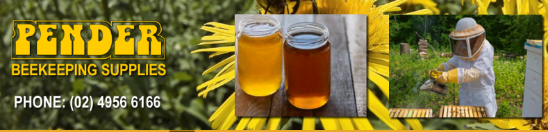 PENDER
BEEKEEPING SUPPLIES
PHONE: (02) 4956 6166